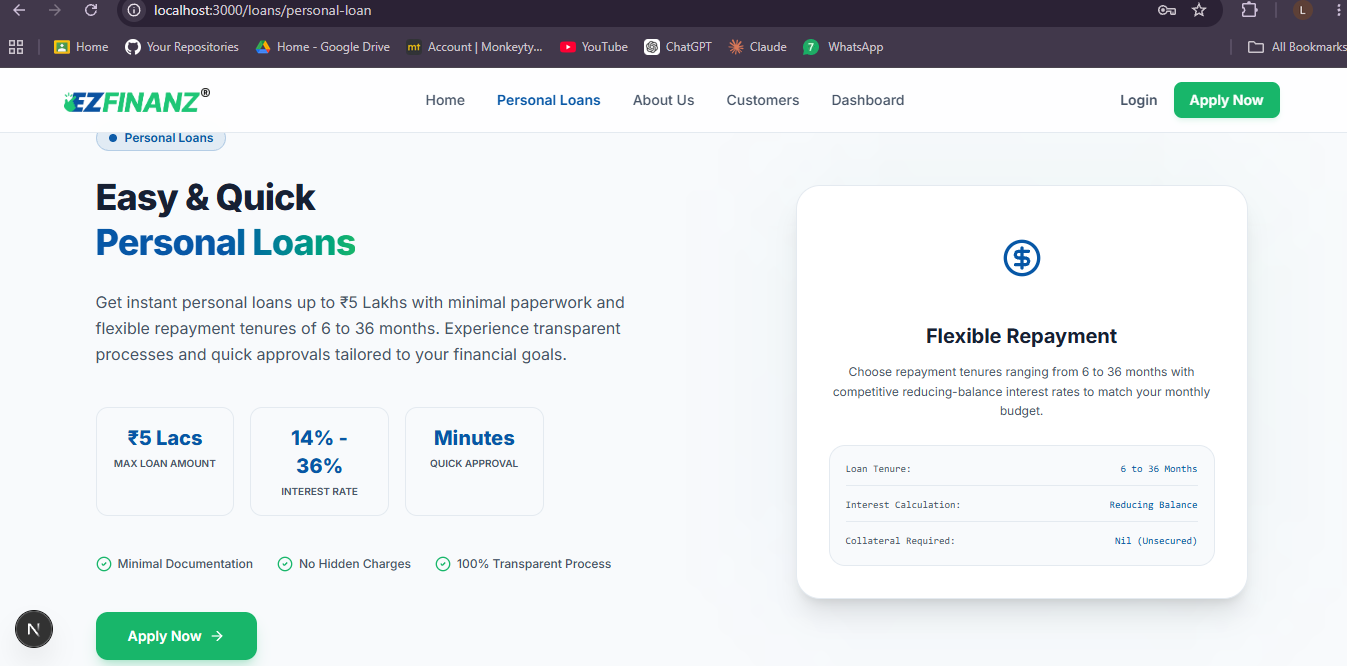 localhost:3000/loans/personal-loan
L
Home
Your Repositories
Home - Google Drive
mt
Account | Monkeyty...
YouTube
ChatGPT
Claude
7
WhatsApp
All Bookmarks
EZFINANZ®
Home
Personal Loans
About Us
Customers
Dashboard
Login
Apply Now
Personal Loans
Easy & Quick
Personal Loans
Get instant personal loans up to ₹5 Lakhs with minimal paperwork and
flexible repayment tenures of 6 to 36 months. Experience transparent
processes and quick approvals tailored to your financial goals.
₹5 Lacs
MAX LOAN AMOUNT
14% -
36%
INTEREST RATE
Minutes
QUICK APPROVAL
Minimal Documentation
No Hidden Charges
100% Transparent Process
Apply Now →
N
$
Flexible Repayment
Choose repayment tenures ranging from 6 to 36 months with
competitive reducing-balance interest rates to match your monthly
budget.
Loan Tenure: 6 to 36 Months
Interest Calculation: Reducing Balance
Collateral Required: Nil (Unsecured)